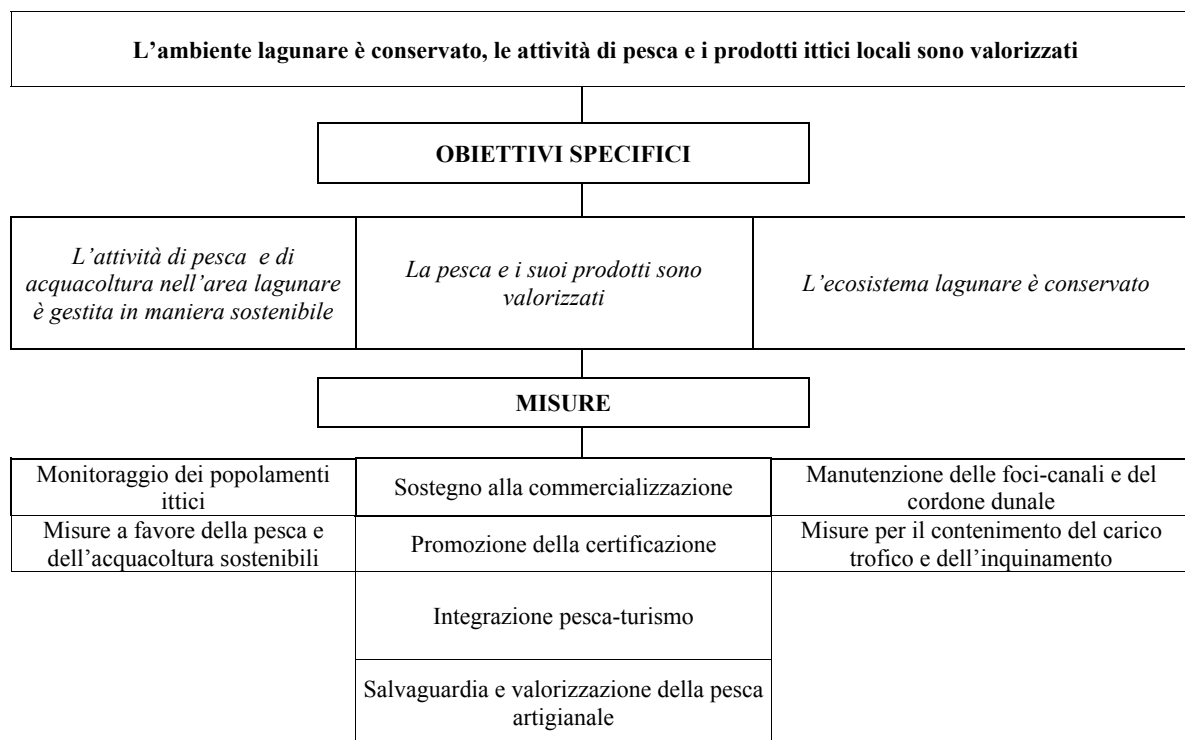 L’ambiente lagunare è conservato, le attività di pesca e i prodotti ittici locali sono valorizzati
OBIETTIVI SPECIFICI
L’attività di pesca e di
acquacoltura nell’area lagunare
è gestita in maniera sostenibile
La pesca e i suoi prodotti sono
valorizzati
L’ecosistema lagunare è conservato
MISURE
Monitoraggio dei popolamenti
ittici
Sostegno alla commercializzazione
Manutenzione delle foci-canali e del
cordone dunale
Misure a favore della pesca e
dell’acquacoltura sostenibili
Promozione della certificazione
Misure per il contenimento del carico
trofico e dell’inquinamento
Integrazione pesca-turismo
Salvaguardia e valorizzazione della pesca
artigianale